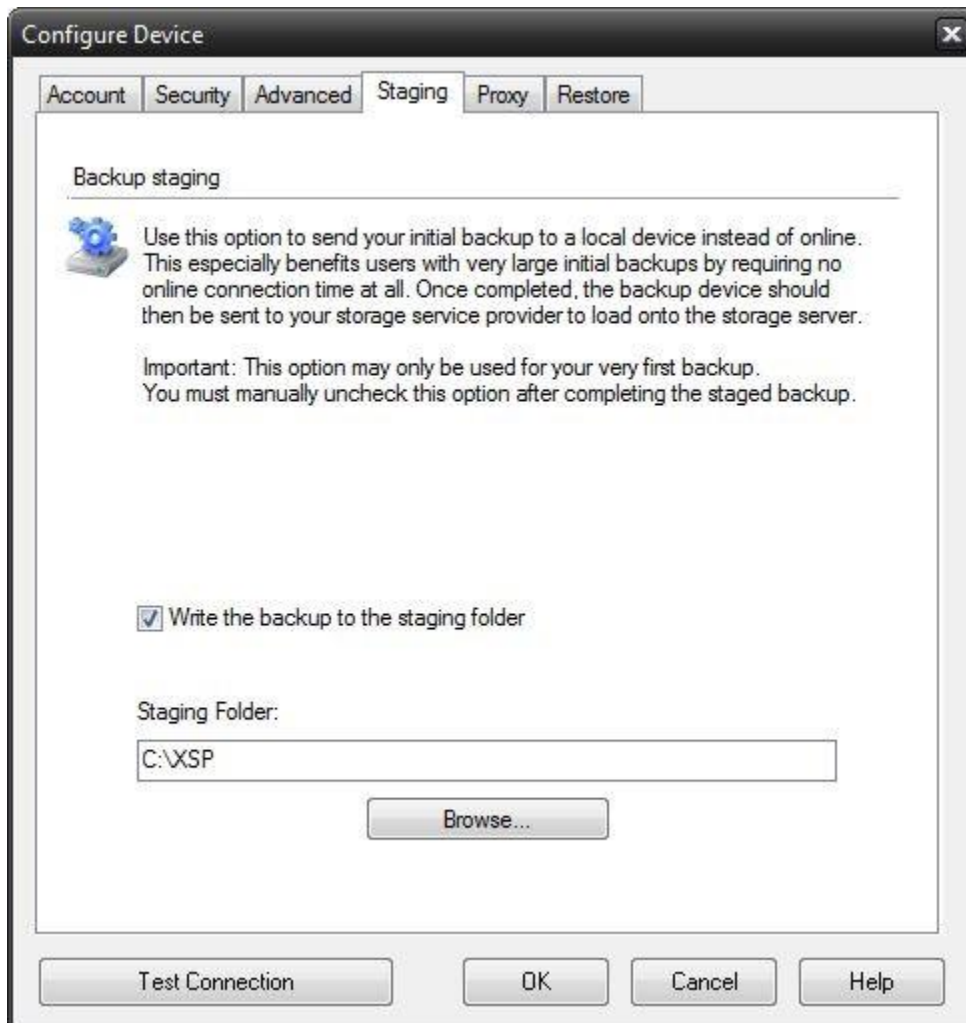 Configure Device
Account Security Advanced Staging Proxy Restore
Backup staging
Use this option to send your initial backup to a local device instead of online.
This especially benefits users with very large initial backups by requiring no
online connection time at all. Once completed, the backup device should
then be sent to your storage service provider to load onto the storage server.
Important: This option may only be used for your very first backup.
You must manually uncheck this option after completing the staged backup.
Write the backup to the staging folder
Staging Folder:
C:\XSP
Browse...
Test Connection OK Cancel Help